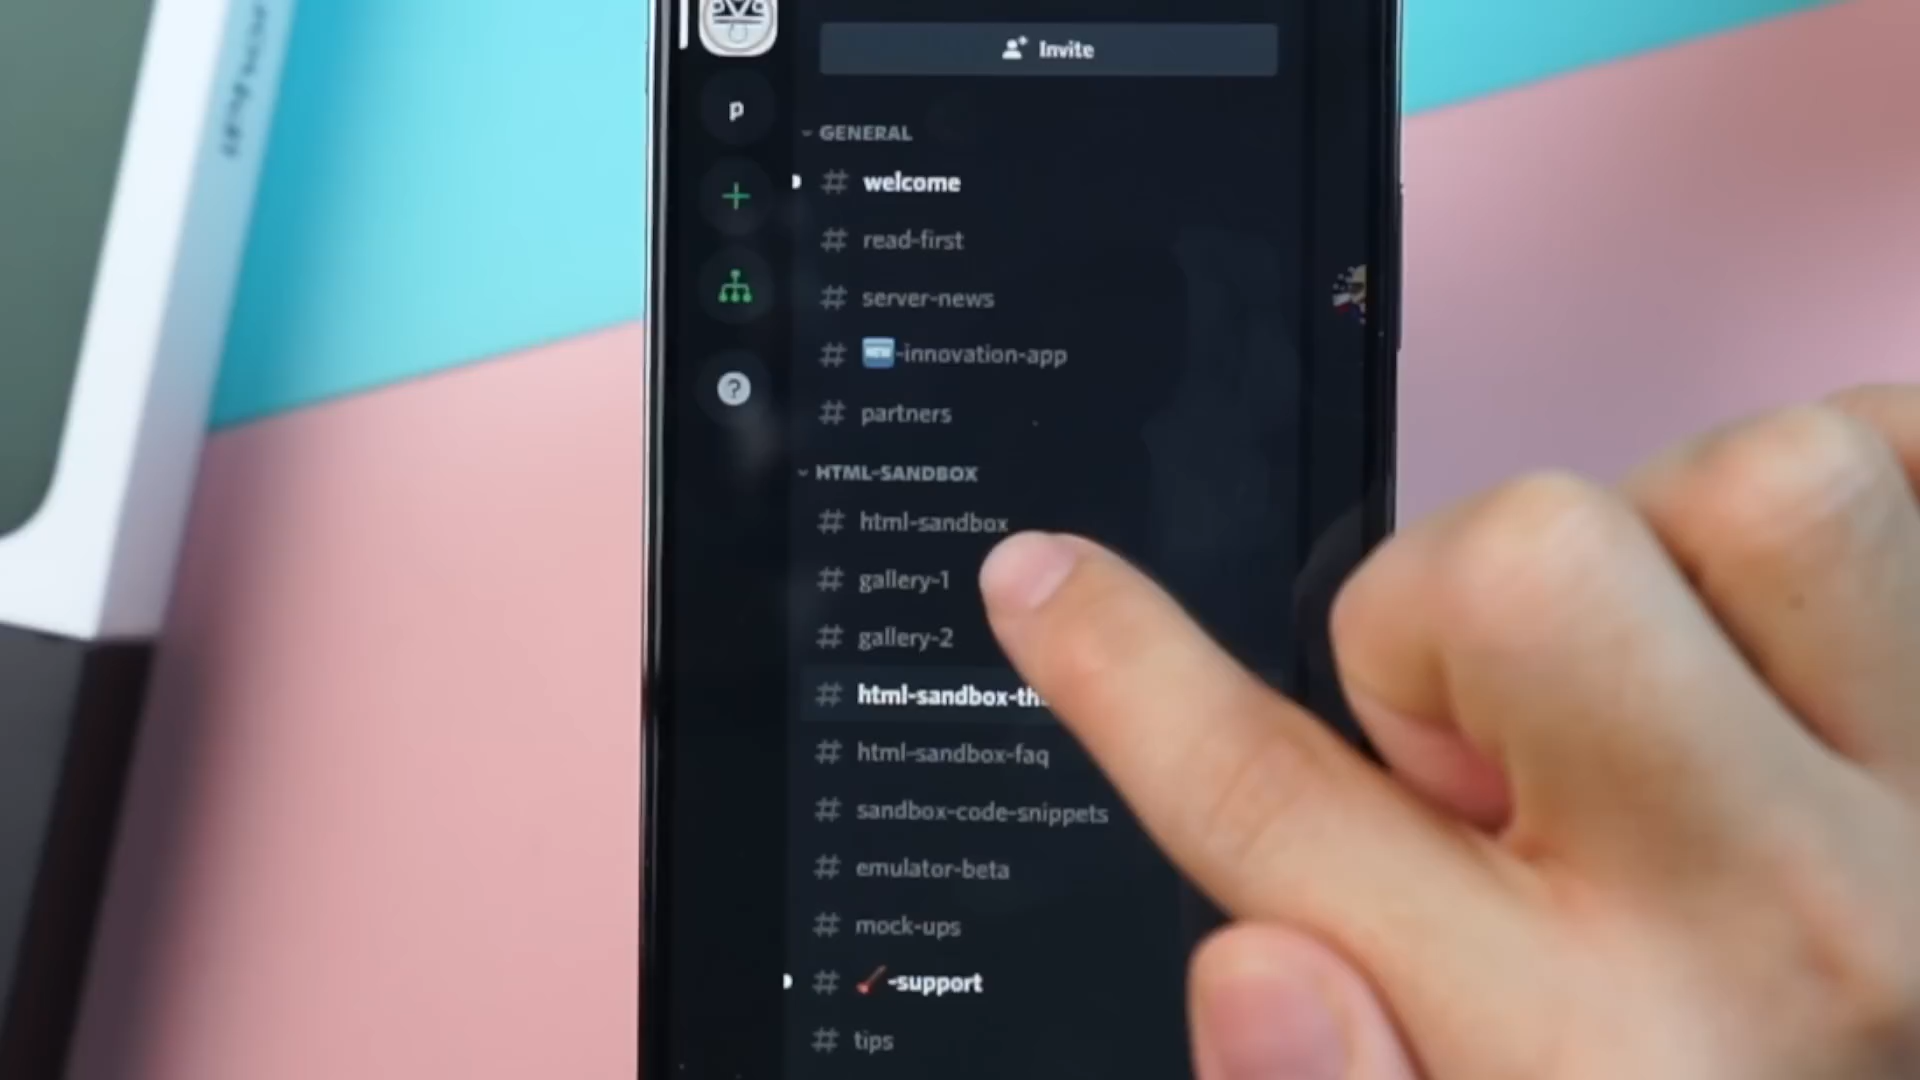 Invite
p
GENERAL
# welcome
# read-first
# server-news
# 🆕-innovation-app
# partners
HTML-SANDBOX
# html-sandbox
# gallery-1
# gallery-2
# html-sandbox-th
# html-sandbox-faq
# sandbox-code-snippets
# emulator-beta
# mock-ups
# 🪕-support
# tips